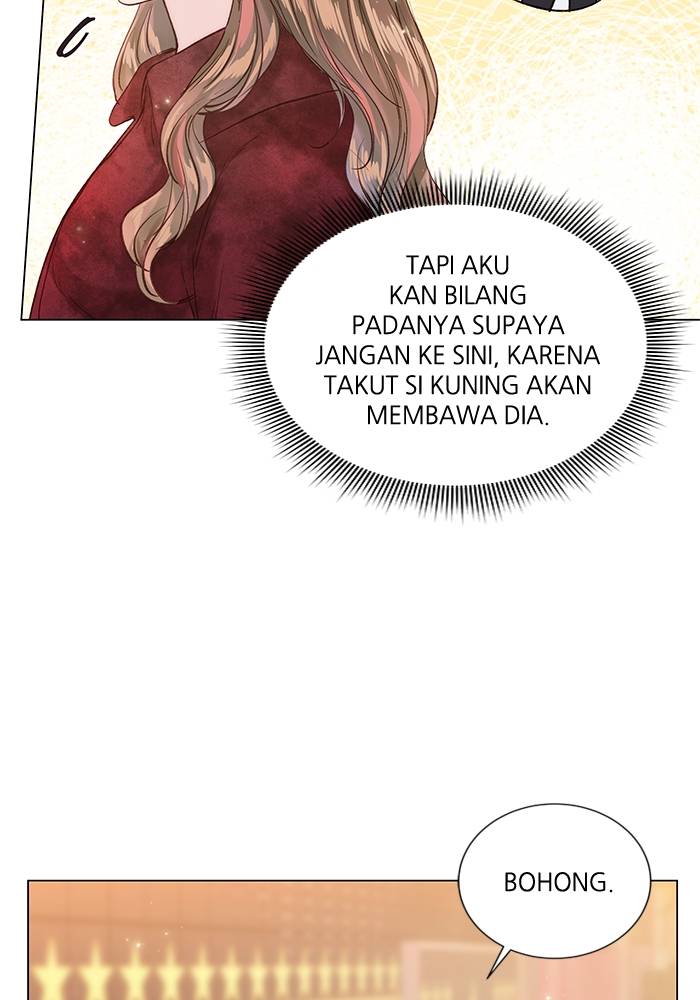 TAPI AKU
KAN BILANG
PADANYA SUPAYA
JANGAN KE SINI, KARENA
TAKUT SI KUNING AKAN
MEMBAWA DIA.
BOHONG.